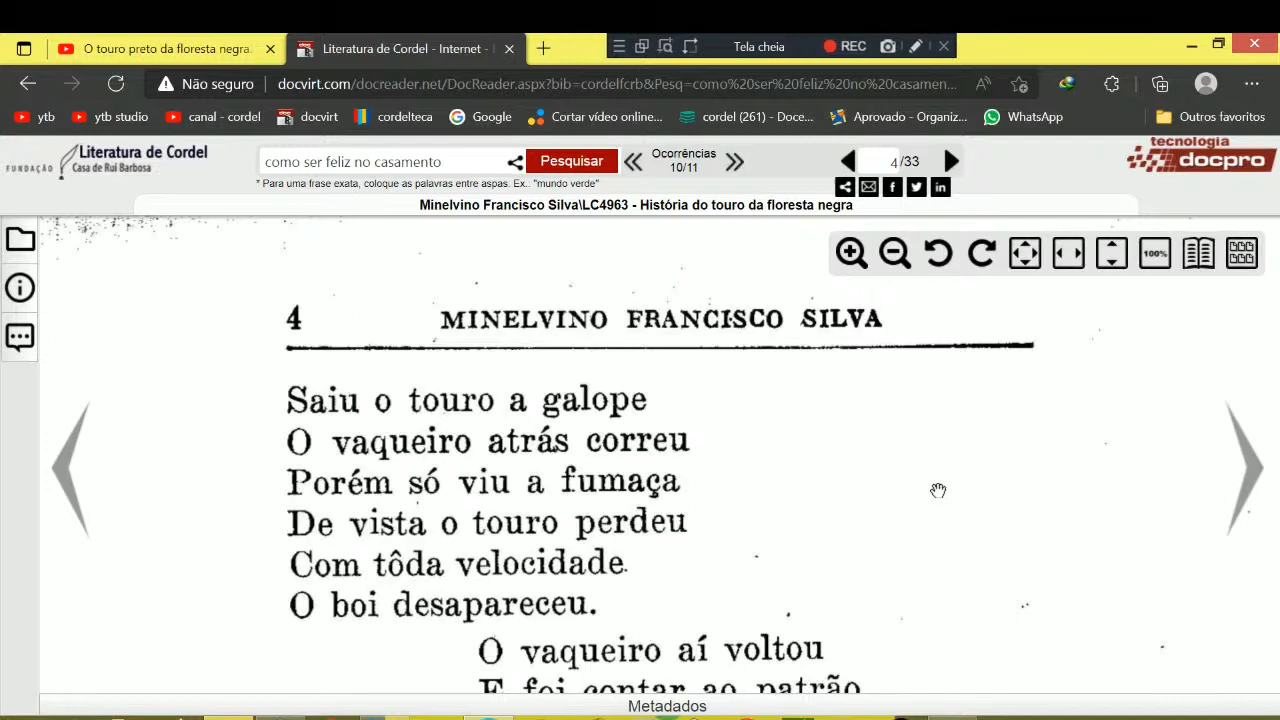 O touro preto da floresta negra.
Literatura de Cordel - Internet -
Tela cheia
REC
Não seguro
docvirt.com/docreader.net/DocReader.aspx?bib=cordelfcrb&Pesq=como%20ser%20feliz%20no%20casamen...
ytb
ytb studio
canal - cordel
docvirt
cordelteca
Google
Cortar vídeo online...
cordel (261) - Doce...
Aprovado - Organiz...
WhatsApp
Outros favoritos
FUNDAÇÃO
Literatura de Cordel
Casa de Rui Barbosa
como ser feliz no casamento
Pesquisar
Ocorrências
10/11
4 /33
tecnologia
docpro
* Para uma frase exata, coloque as palavras entre aspas. Ex.. "mundo verde"
Minelvino Francisco Silva\LC4963 - História do touro da floresta negra
100%
4 MINELVINO FRANCISCO SILVA
Saiu o touro a galope
O vaqueiro atrás correu
Porém só viu a fumaça
De vista o touro perdeu
Com tôda velocidade
O boi desapareceu.
O vaqueiro aí voltou
E foi contar ao patrão
Metadados